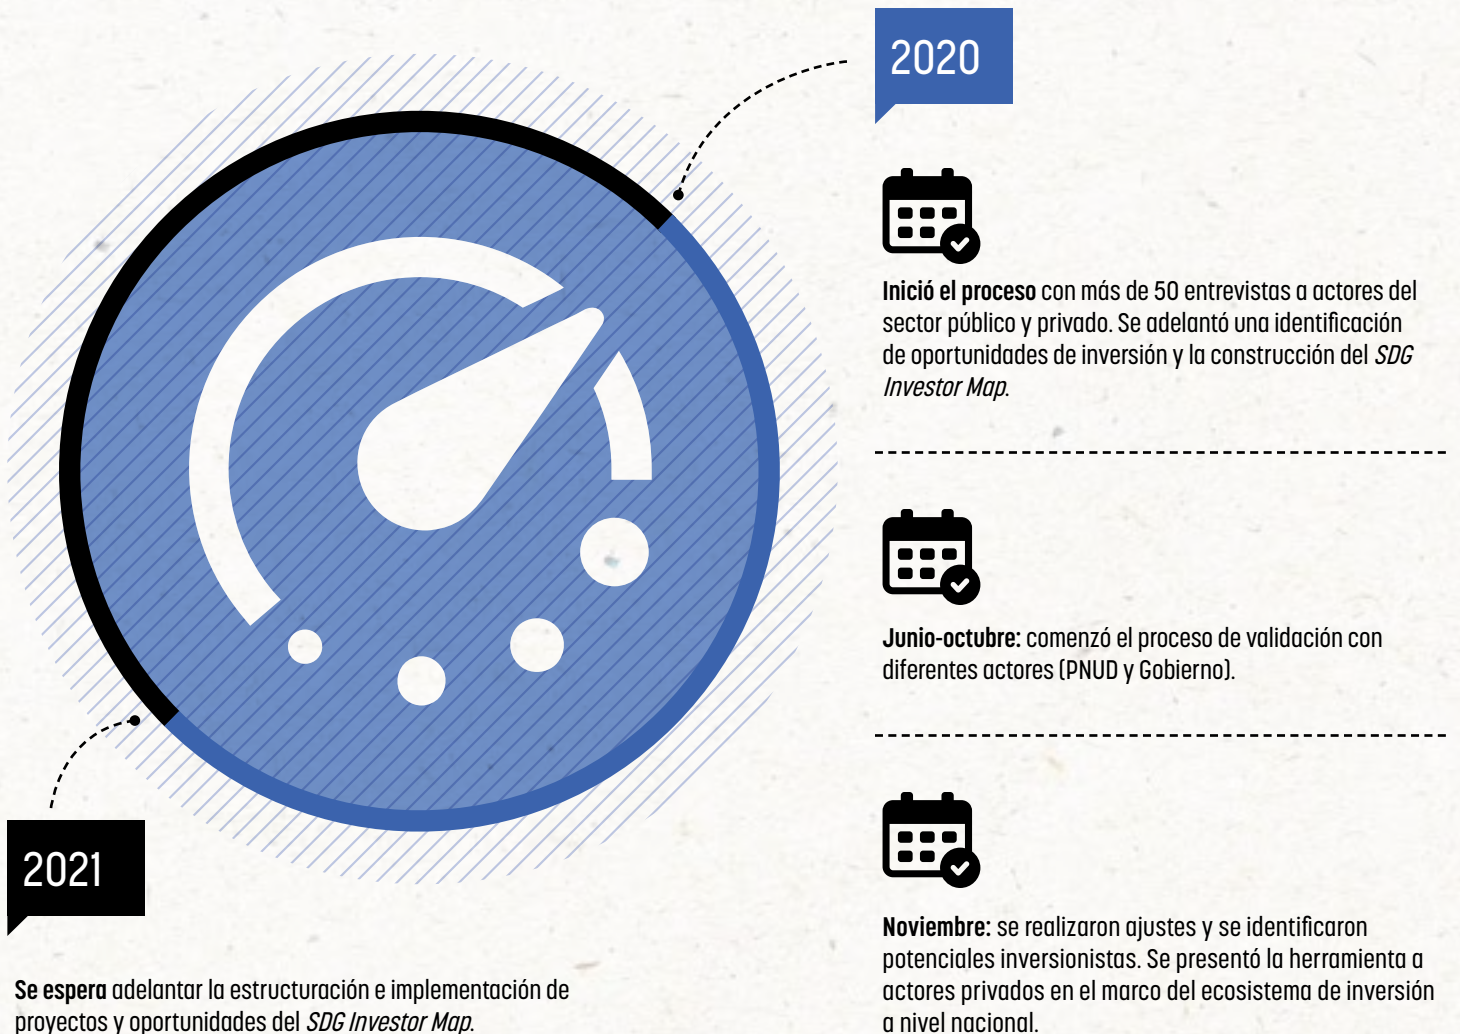 2020
Inició el proceso con más de 50 entrevistas a actores del
sector público y privado. Se adelantó una identificación
de oportunidades de inversión y la construcción del SDG
Investor Map.
Junio-octubre: comenzó el proceso de validación con
diferentes actores (PNUD y Gobierno).
Noviembre: se realizaron ajustes y se identificaron
potenciales inversionistas. Se presentó la herramienta a
actores privados en el marco del ecosistema de inversión
a nivel nacional.
2021
Se espera adelantar la estructuración e implementación de
proyectos y oportunidades del SDG Investor Map.